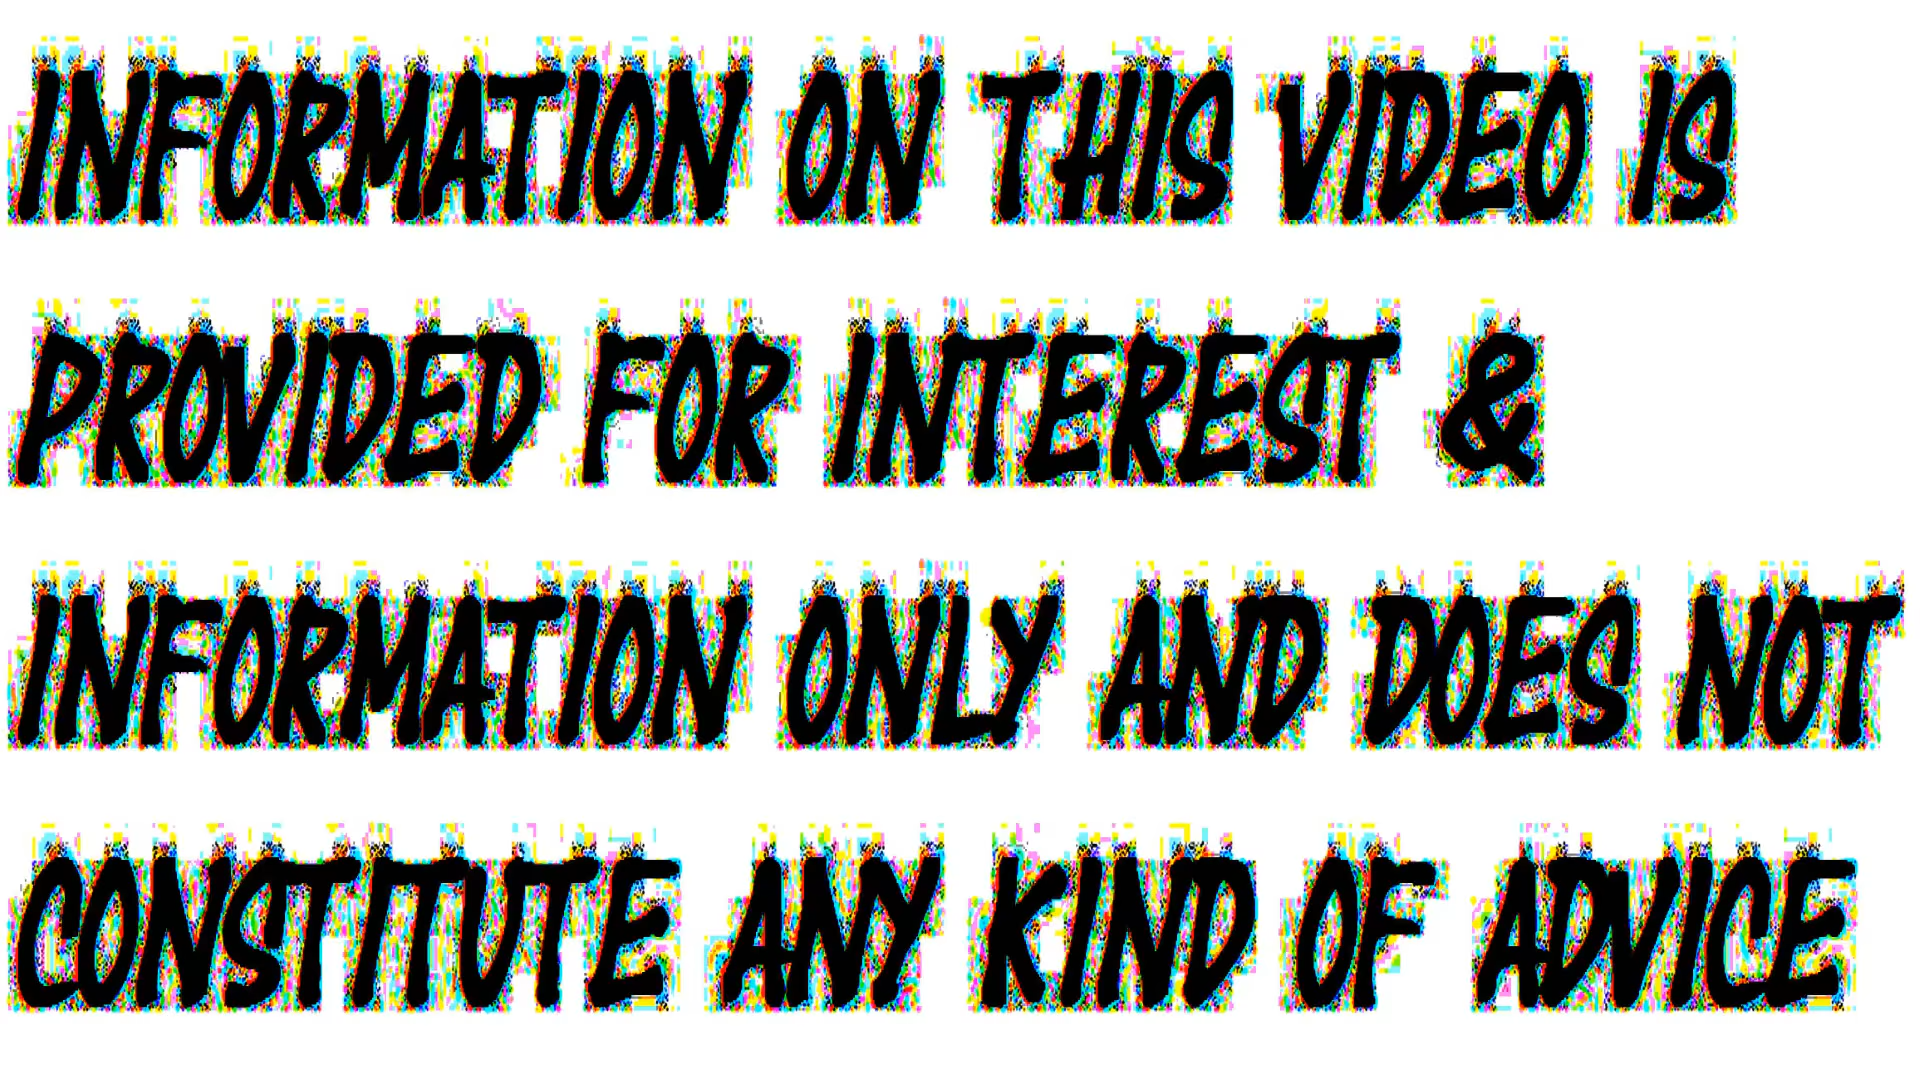 INFORMATION ON THIS VIDEO IS
PROVIDED FOR INTEREST &
INFORMATION ONLY AND DOES NOT
CONSTITUTE ANY KIND OF ADVICE